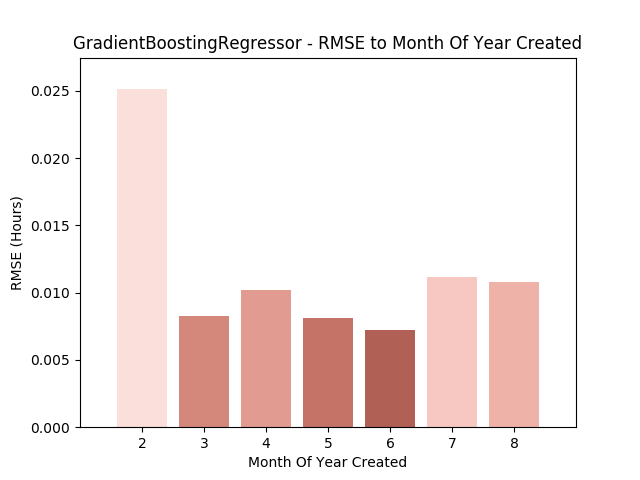 GradientBoostingRegressor - RMSE to Month Of Year Created
0.025
0.020
0.015
0.010
0.005
0.000
RMSE (Hours)
2 3 4 5 6 7 8
Month Of Year Created